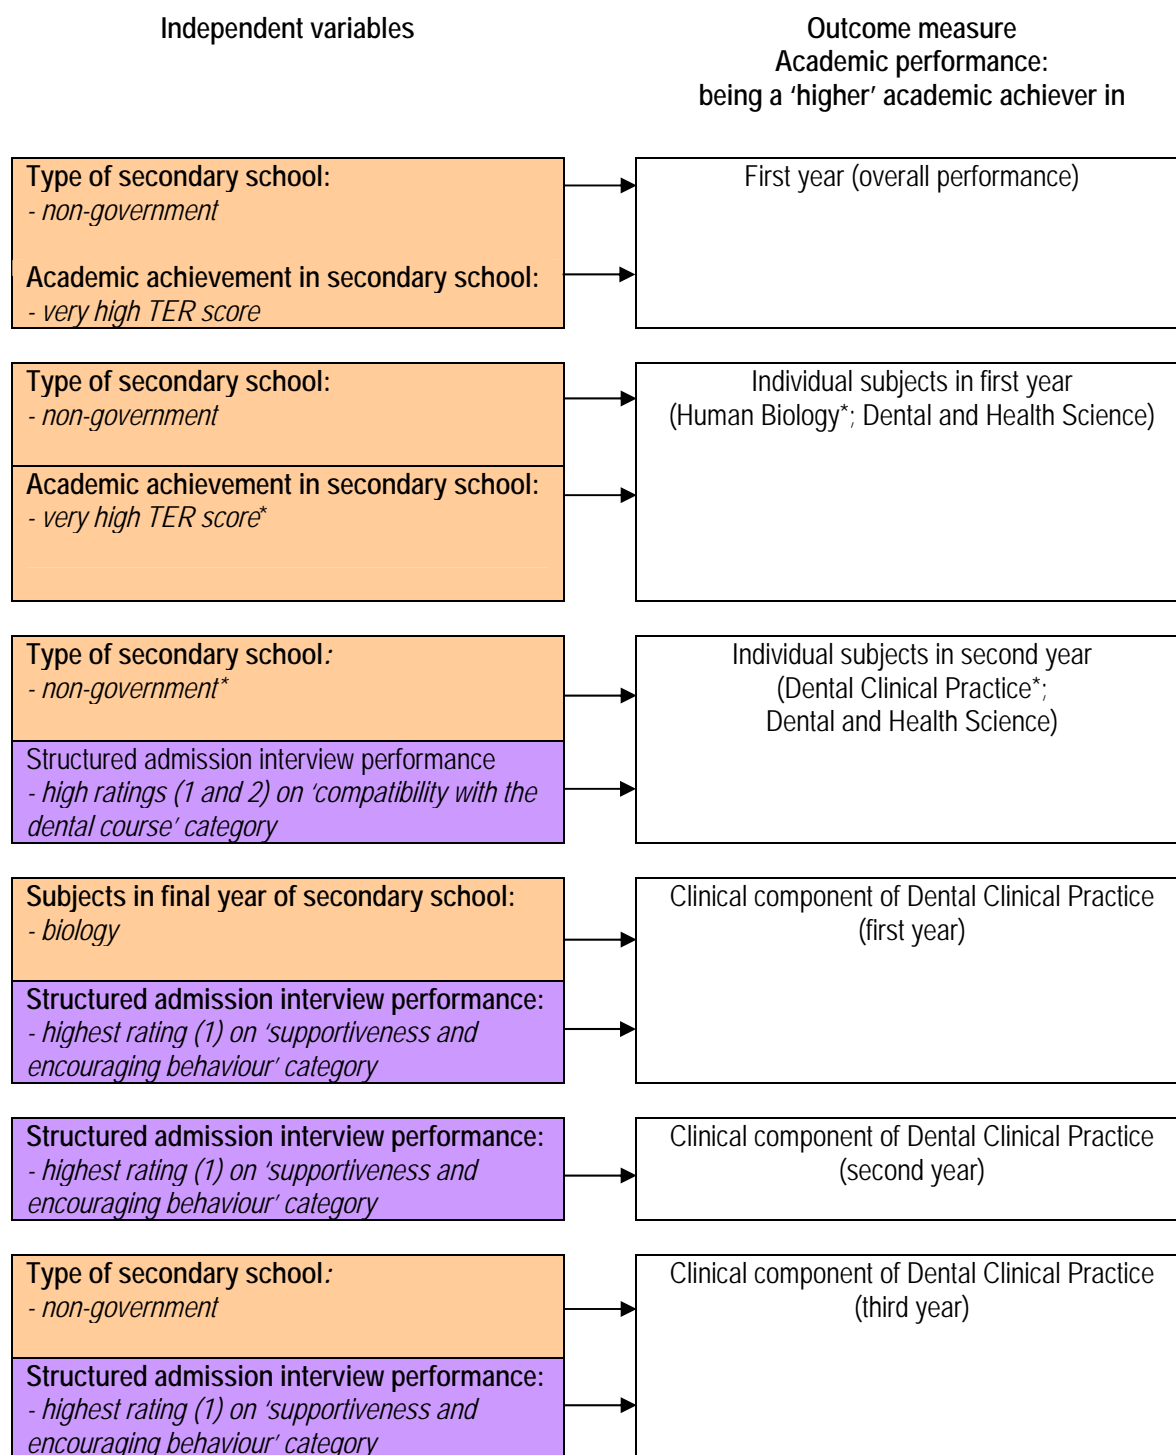 Independent variables
Outcome measure
Academic performance:
being a ‘higher’ academic achiever in
Type of secondary school:
- non-government
Academic achievement in secondary school:
- very high TER score
First year (overall performance)
Type of secondary school:
- non-government
Academic achievement in secondary school:
- very high TER score*
Individual subjects in first year
(Human Biology*; Dental and Health Science)
Type of secondary school:
- non-government*
Structured admission interview performance
- high ratings (1 and 2) on ‘compatibility with the
dental course’ category
Individual subjects in second year
(Dental Clinical Practice*;
Dental and Health Science)
Subjects in final year of secondary school:
- biology
Structured admission interview performance:
- highest rating (1) on ‘supportiveness and
encouraging behaviour’ category
Clinical component of Dental Clinical Practice
(first year)
Structured admission interview performance:
- highest rating (1) on ‘supportiveness and
encouraging behaviour’ category
Clinical component of Dental Clinical Practice
(second year)
Type of secondary school:
- non-government
Structured admission interview performance:
- highest rating (1) on ‘supportiveness and
encouraging behaviour’ category
Clinical component of Dental Clinical Practice
(third year)